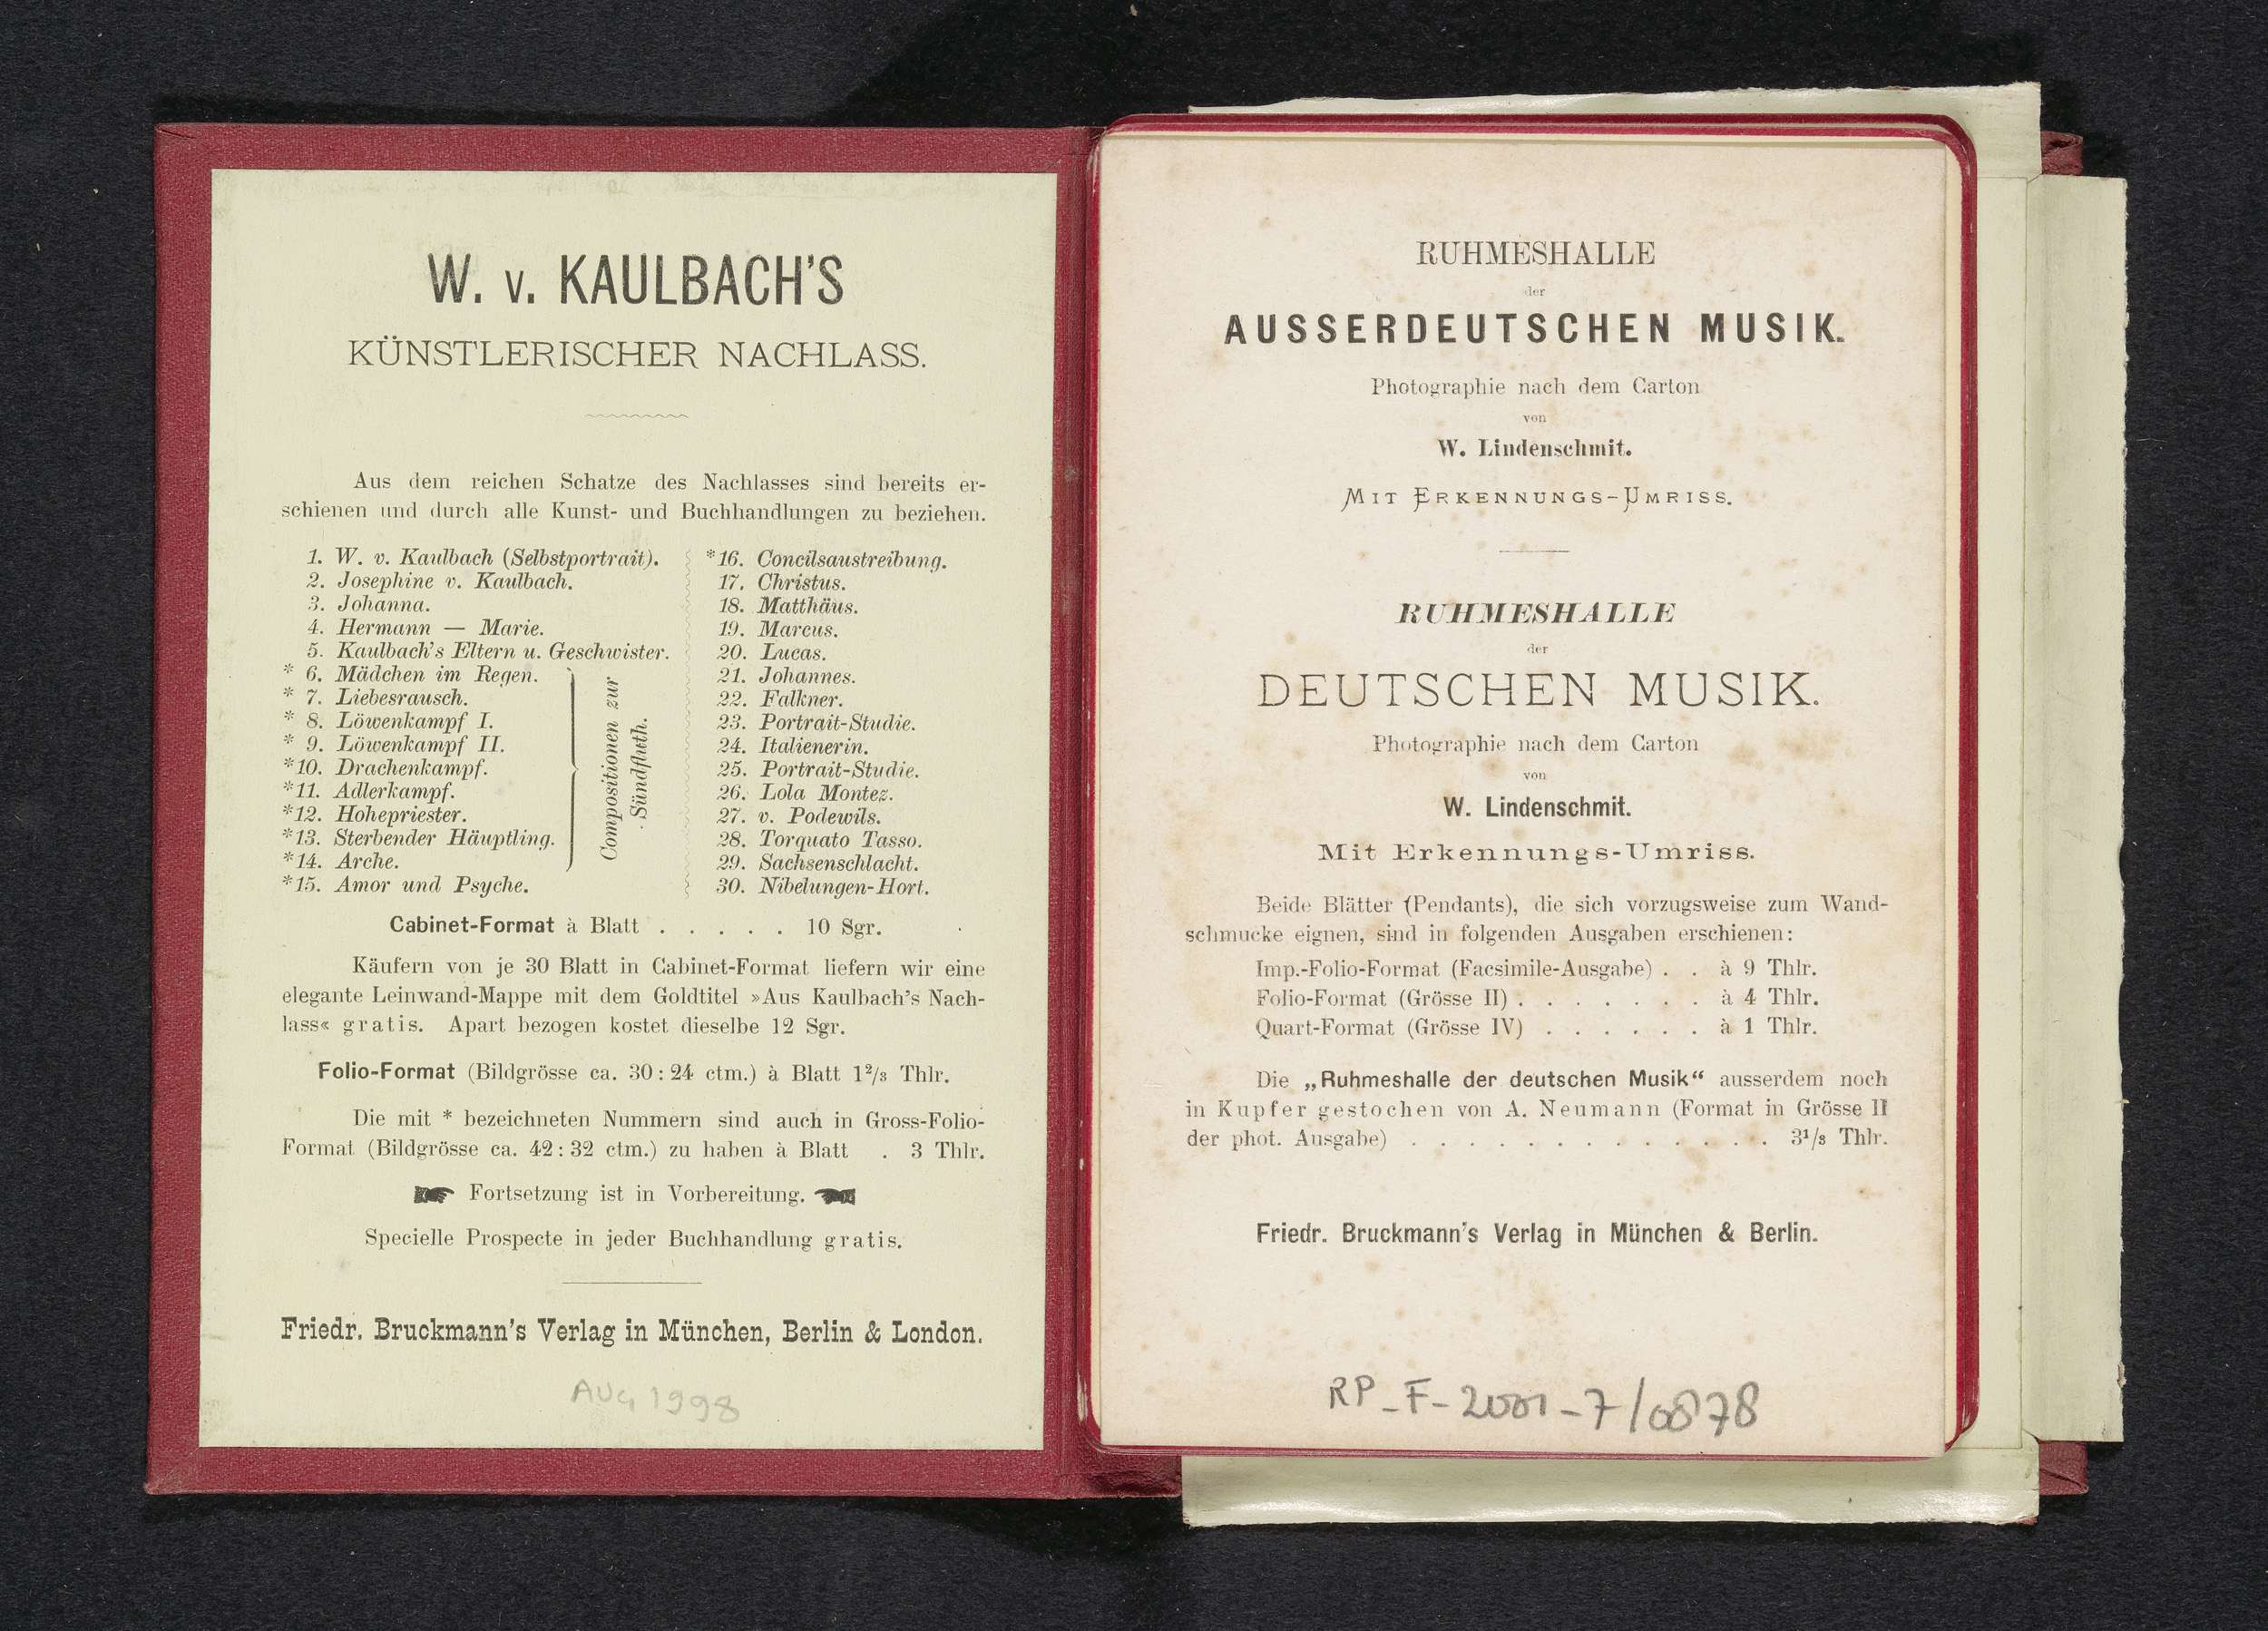 W. v. KAULBACH'S
KÜNSTLERISCHER NACHLASS.
Aus dem reichen Schatze des Nachlasses sind bereits er-
schienen und durch alle Kunst- und Buchhandlungen zu beziehen.
1. W. v. Kaulbach (Selbstportrait).
2. Josephine v. Kaulbach.
3. Johanna.
4. Hermann — Marie.
5. Kaulbach's Eltern u. Geschwister.
* 6. Mädchen im Regen.
* 7. Liebesrausch.
* 8. Löwenkampf I.
* 9. Löwenkampf II.
*10. Drachenkampf.
*11. Adlerkampf.
*12. Hohepriester.
*13. Sterbender Häuptling.
*14. Arche.
*15. Amor und Psyche.
Compositionen zur
Sündfluth.
*16. Concilsaustreibung.
17. Christus.
18. Matthäus.
19. Marcus.
20. Lucas.
21. Johannes.
22. Falkner.
23. Portrait-Studie.
24. Italienerin.
25. Portrait-Studie.
26. Lola Montez.
27. v. Podewils.
28. Torquato Tasso.
29. Sachsenschlacht.
30. Nibelungen-Hort.
Cabinet-Format à Blatt . . . . . 10 Sgr.
Käufern von je 30 Blatt in Cabinet-Format liefern wir eine
elegante Leinwand-Mappe mit dem Goldtitel »Aus Kaulbach's Nach-
lass« gratis. Apart bezogen kostet dieselbe 12 Sgr.
Folio-Format (Bildgrösse ca. 30 : 24 ctm.) à Blatt 1²/₃ Thlr.
Die mit * bezeichneten Nummern sind auch in Gross-Folio-
Format (Bildgrösse ca. 42 : 32 ctm.) zu haben à Blatt . 3 Thlr.
Fortsetzung ist in Vorbereitung.
Specielle Prospecte in jeder Buchhandlung gratis.
Friedr. Bruckmann's Verlag in München, Berlin & London.
AUG 1998
RUHMESHALLE
der
AUSSERDEUTSCHEN MUSIK.
Photographie nach dem Carton
von
W. Lindenschmit.
MIT ERKENNUNGS-UMRISS.
RUHMESHALLE
der
DEUTSCHEN MUSIK.
Photographie nach dem Carton
von
W. Lindenschmit.
Mit Erkennungs-Umriss.
Beide Blätter (Pendants), die sich vorzugsweise zum Wand-
schmucke eignen, sind in folgenden Ausgaben erschienen:
Imp.-Folio-Format (Facsimile-Ausgabe) . . à 9 Thlr.
Folio-Format (Grösse II) . . . . . . . à 4 Thlr.
Quart-Format (Grösse IV) . . . . . . à 1 Thlr.
Die „Ruhmeshalle der deutschen Musik“ ausserdem noch
in Kupfer gestochen von A. Neumann (Format in Grösse II
der phot. Ausgabe) . . . . . . . . . . . . . 3¹/₃ Thlr.
Friedr. Bruckmann's Verlag in München & Berlin.
RP-F-2001-7/0878